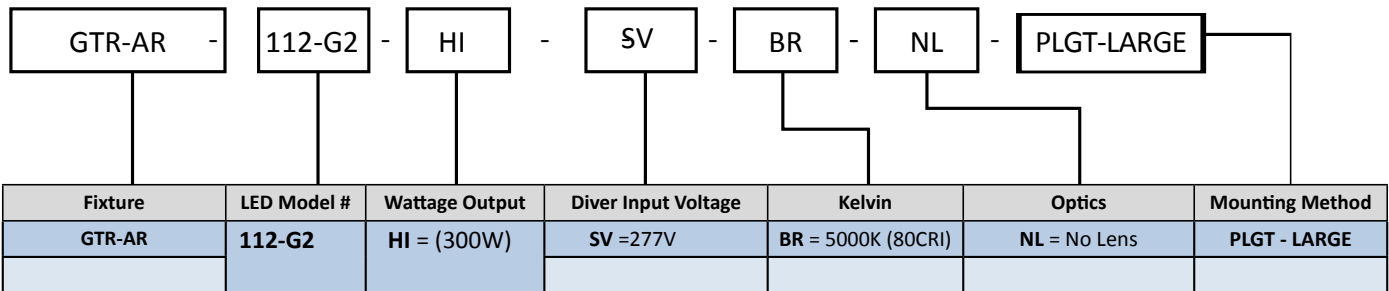 GTR-AR - 112-G2 - HI - SV - BR - NL - PLGT-LARGE
Fixture LED Model # Wattage Output Diver Input Voltage Kelvin Optics Mounting Method
GTR-AR 112-G2 HI = (300W) SV =277V BR = 5000K (80CRI) NL = No Lens PLGT - LARGE